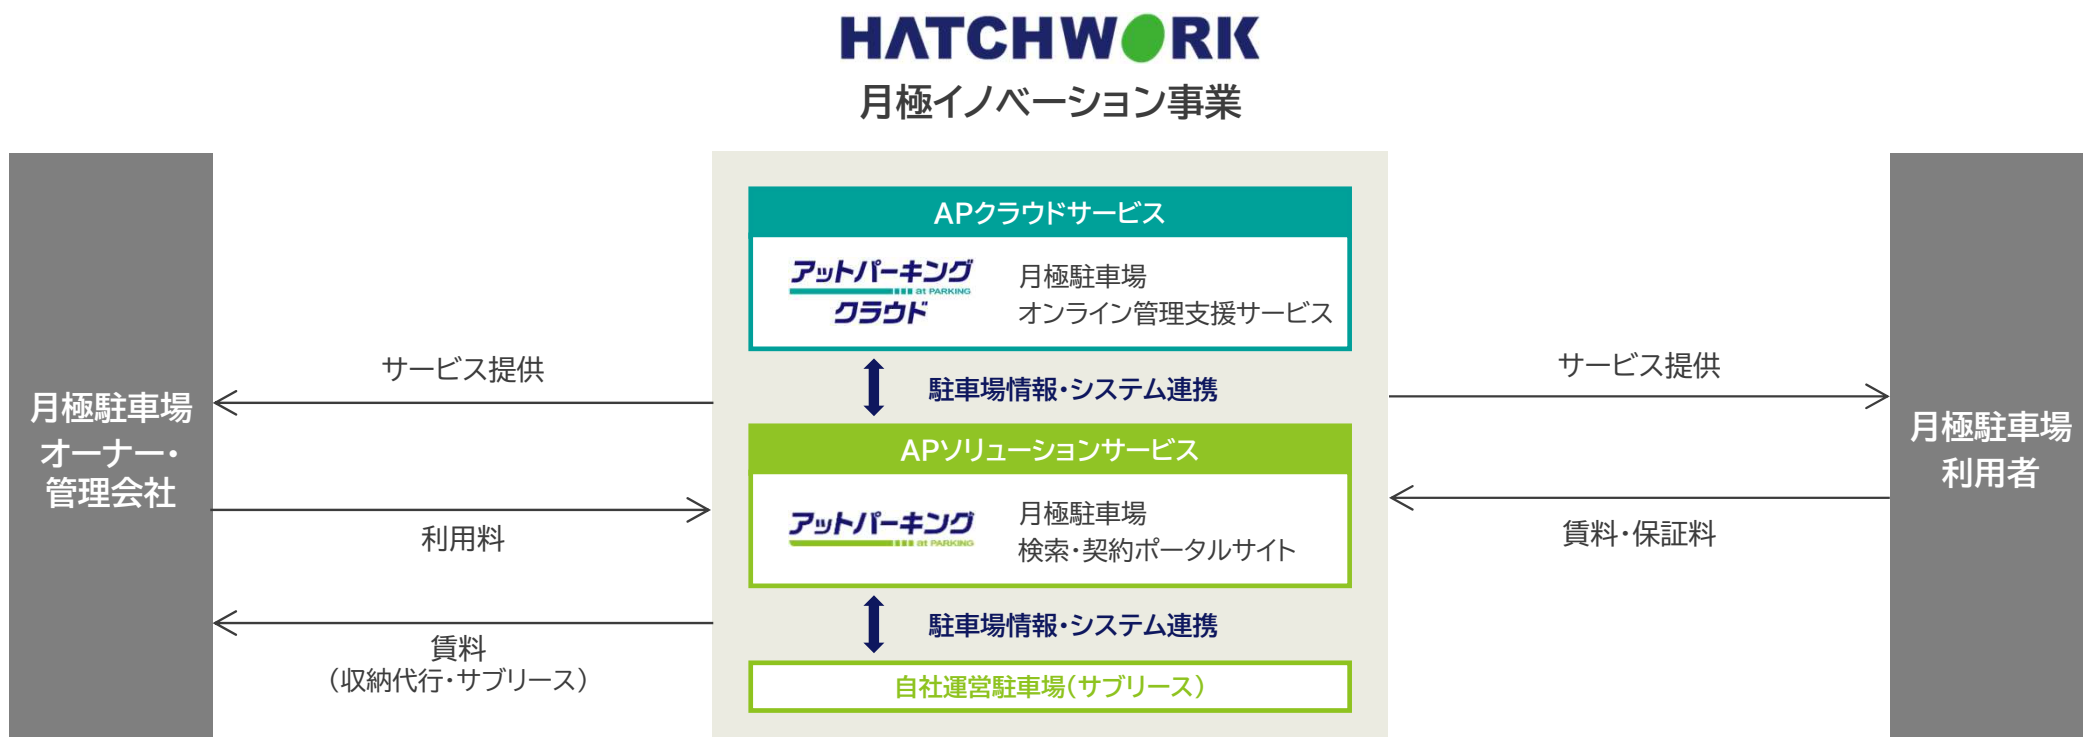 HATCHWORK
月極イノベーション事業
月極駐車場
オーナー・
管理会社
サービス提供
利用料
賃料
（収納代行・サブリース）
APクラウドサービス
アットパーキング
at PARKING
クラウド
月極駐車場
オンライン管理支援サービス
駐車場情報・システム連携
APソリューションサービス
アットパーキング
at PARKING
月極駐車場
検索・契約ポータルサイト
駐車場情報・システム連携
自社運営駐車場（サブリース）
サービス提供
賃料・保証料
月極駐車場
利用者